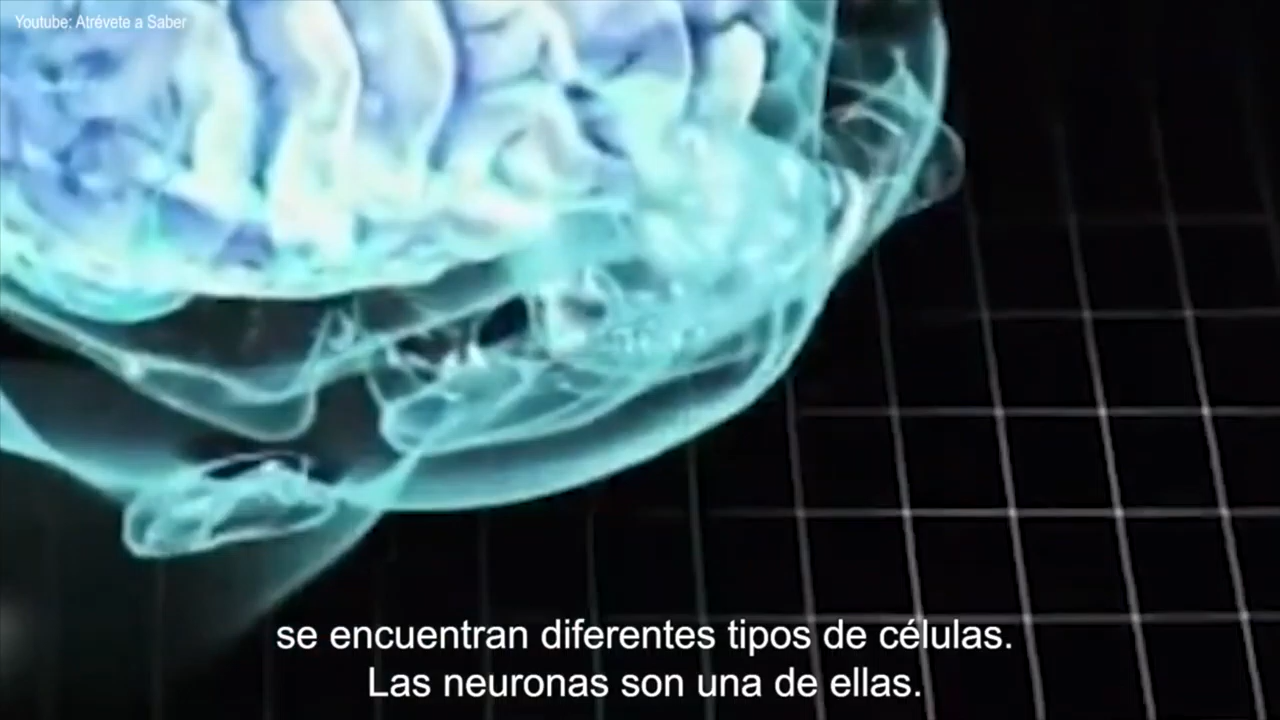 Youtube: Atrévete a Saber
se encuentran diferentes tipos de células.
Las neuronas son una de ellas.